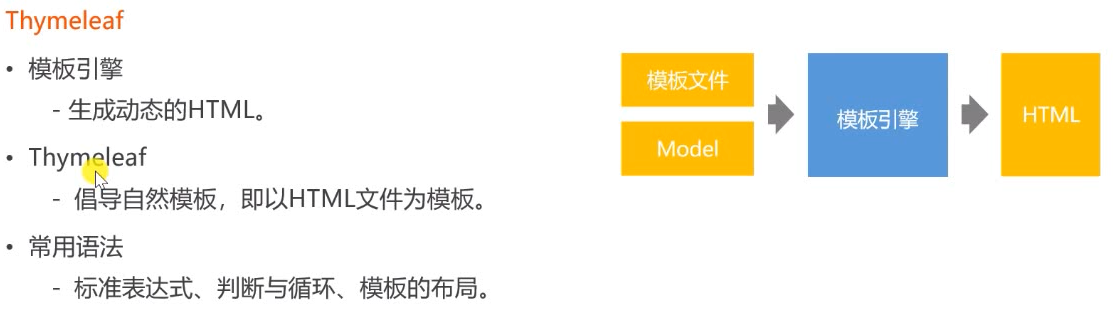 Thymeleaf
• 模板引擎
- 生成动态的HTML。
• Thymeleaf
- 倡导自然模板，即以HTML文件为模板。
• 常用语法
- 标准表达式、判断与循环、模板的布局。
模板文件
Model
模板引擎
HTML